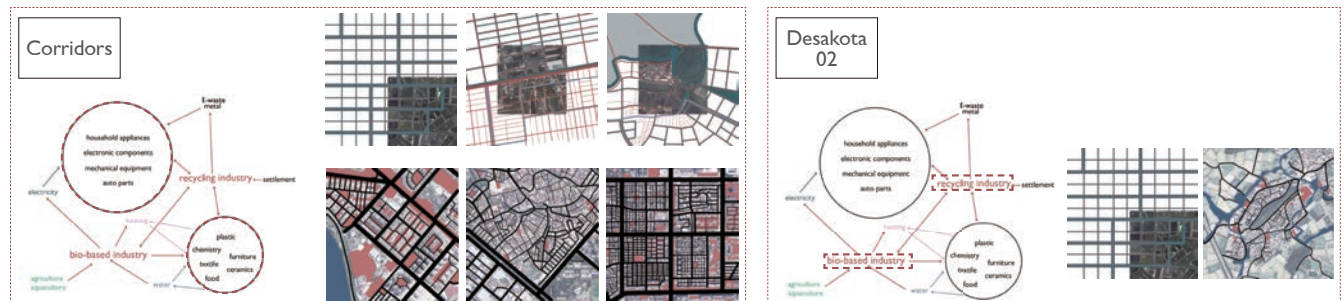 Corridors
E-waste
metal
household appliances
electronic components
mechanical equipment
auto parts
electricity
recycling industry
settlement
housing
plastic
bio-based industry
chemistry
furniture
textile
ceramics
food
agriculture
aquaculture
water
Desakota
02
E-waste
metal
household appliances
electronic components
mechanical equipment
auto parts
electricity
recycling industry
settlement
housing
plastic
bio-based industry
chemistry
furniture
textile
ceramics
food
agriculture
aquaculture
water